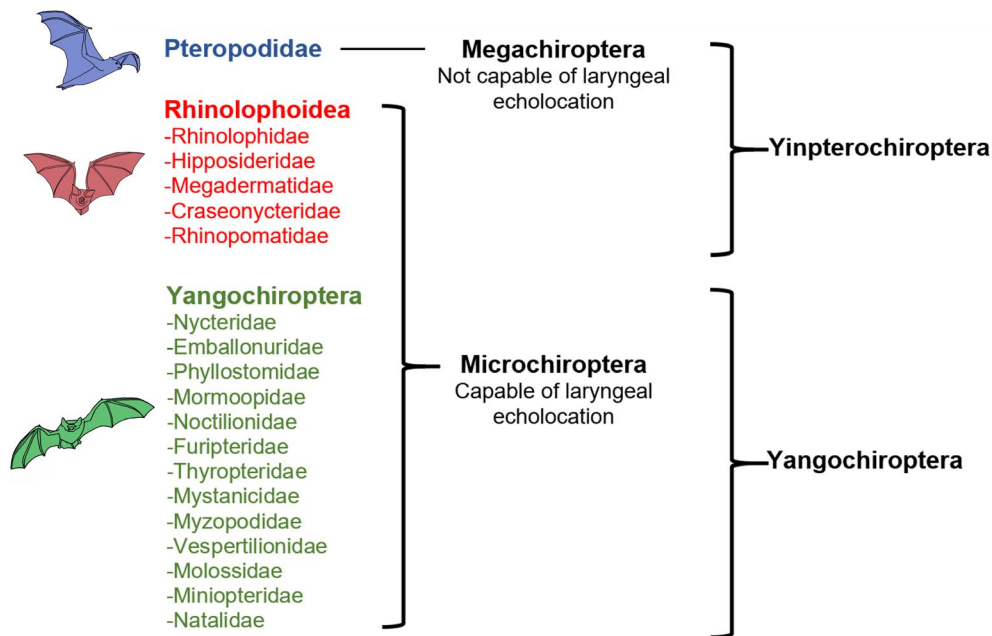 Pteropodidae
Megachiroptera
Not capable of laryngeal
echolocation
Rhinolophoidea
-Rhinolophidae
-Hipposideridae
-Megadermatidae
-Craseonycteridae
-Rhinopomatidae
Yinpterochiroptera
Yangochiroptera
-Nycteridae
-Emballonuridae
-Phyllostomidae
-Mormoopidae
-Noctilionidae
-Furipteridae
-Thyropteridae
-Mystanicidae
-Myzopodidae
-Vespertilionidae
-Molossidae
-Miniopteridae
-Natalidae
Microchiroptera
Capable of laryngeal
echolocation
Yangochiroptera